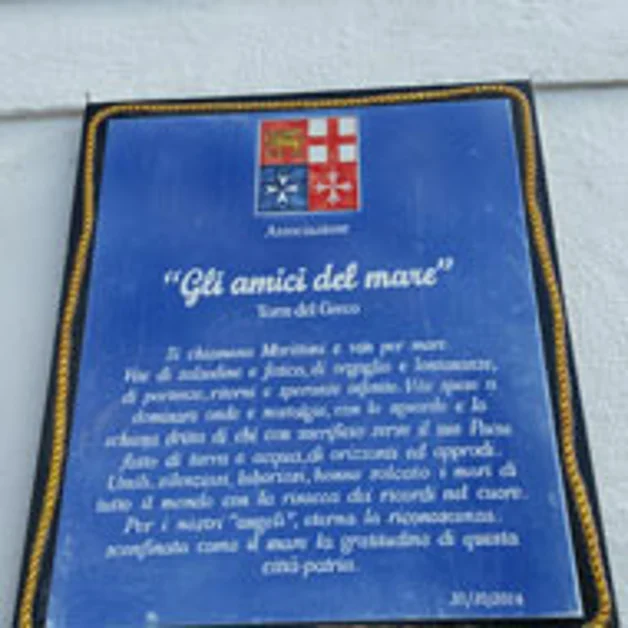 Associazione
"Gli amici del mare"
Torre del Greco
Si chiamano Marittimi e van per mare.
Vite di solitudine e fatica, di orgoglio e lontananze,
di partenze, ritorni e speranze infinite. Vite spese a
dominare onde e nostalgie, con lo sguardo e la
schiena dritta di chi con sacrificio serve il suo Paese
fatto di terra e acqua, di orizzonti ed approdi.
Umili, silenziosi, laboriosi, hanno solcato i mari di
tutto il mondo con la risacca dei ricordi nel cuore.
Per i nostri "angeli", eterna la riconoscenza,
sconfinata come il mare la gratitudine di questa
città-patria.